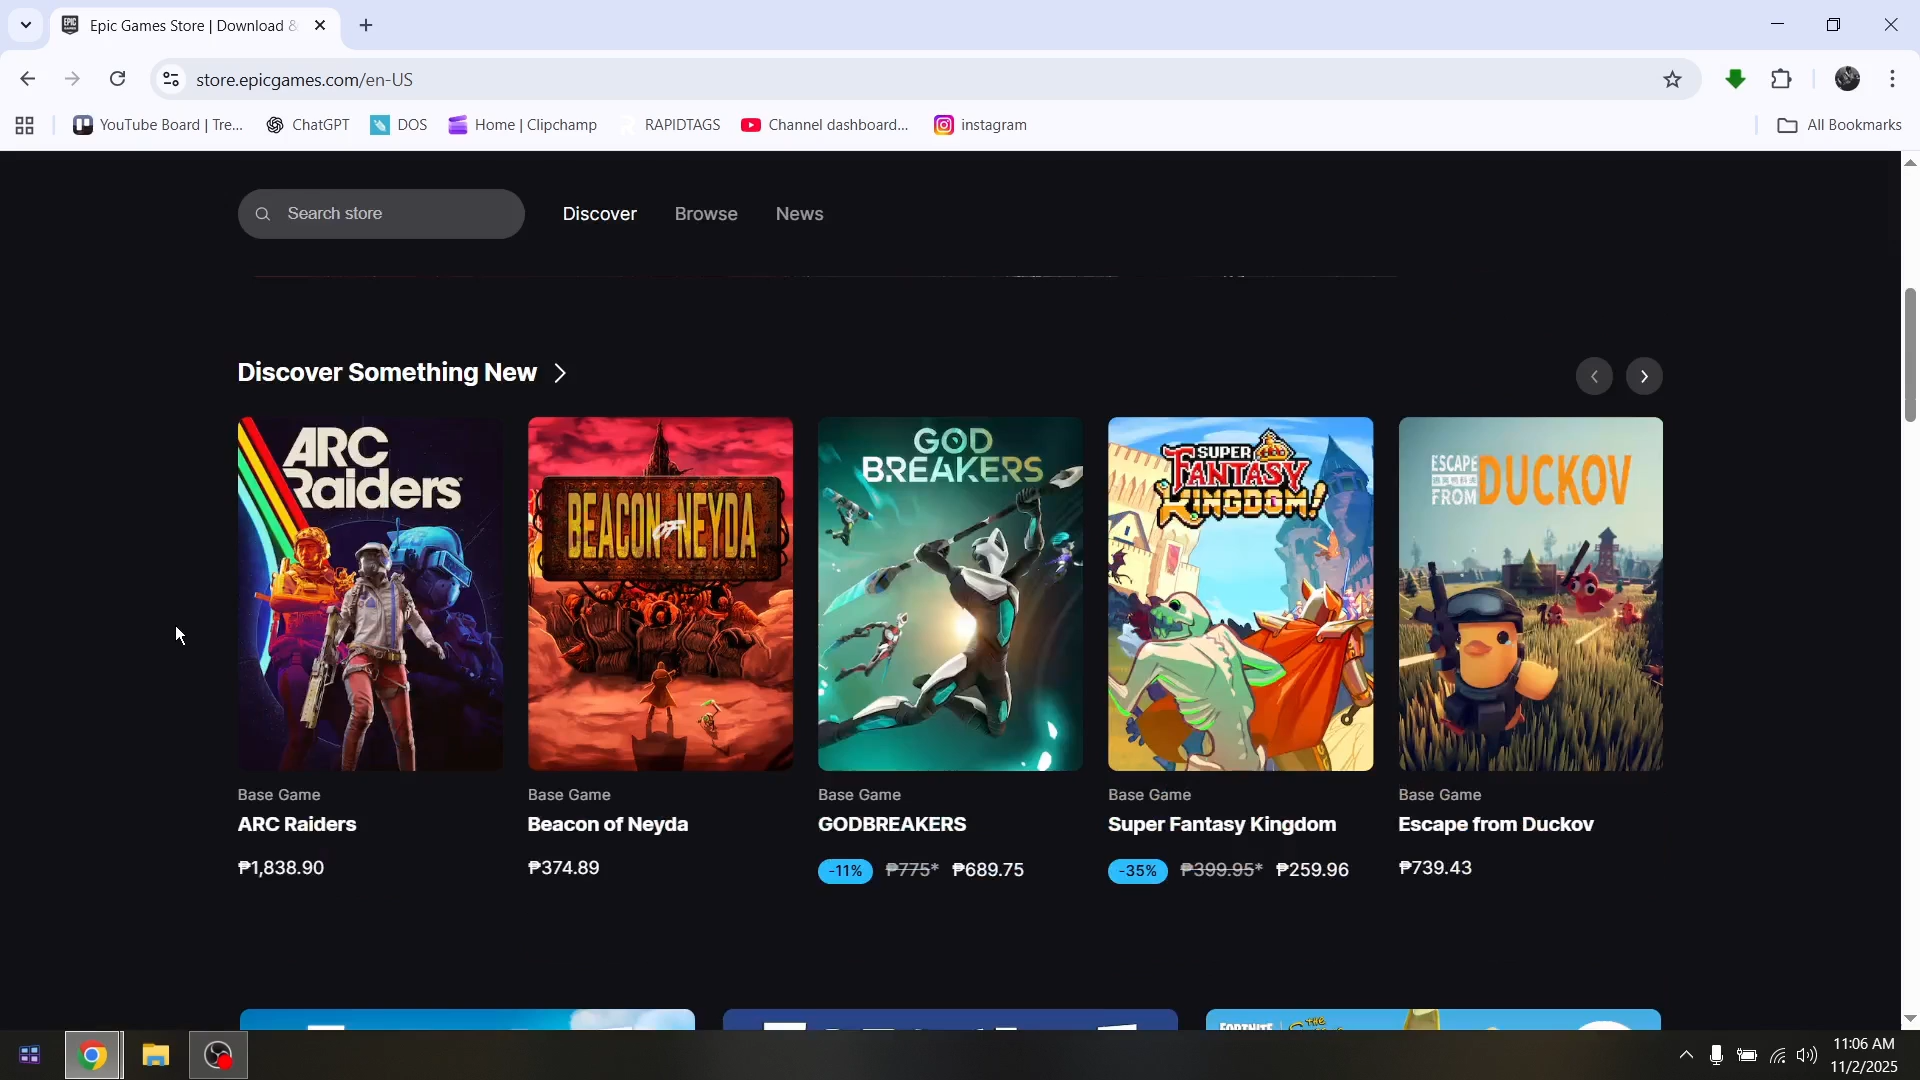 Epic Games Store | Download &
store.epicgames.com/en-US
YouTube Board | Tre...
ChatGPT
DOS
Home | Clipchamp
RAPIDTAGS
Channel dashboard...
instagram
All Bookmarks
Search store
Discover
Browse
News
Discover Something New
ARC
Raiders
BEACON OF NEYDA
GOD
BREAKERS
SUPER
FANTASY
KINGDOM!
ESCAPE
FROM DUCKOV
Base Game
ARC Raiders
₱1,838.90
Base Game
Beacon of Neyda
₱374.89
Base Game
GODBREAKERS
-11% ₱775* ₱689.75
Base Game
Super Fantasy Kingdom
-35% ₱399.95* ₱259.96
Base Game
Escape from Duckov
₱739.43
FORTNITE
The
11:06 AM
11/2/2025